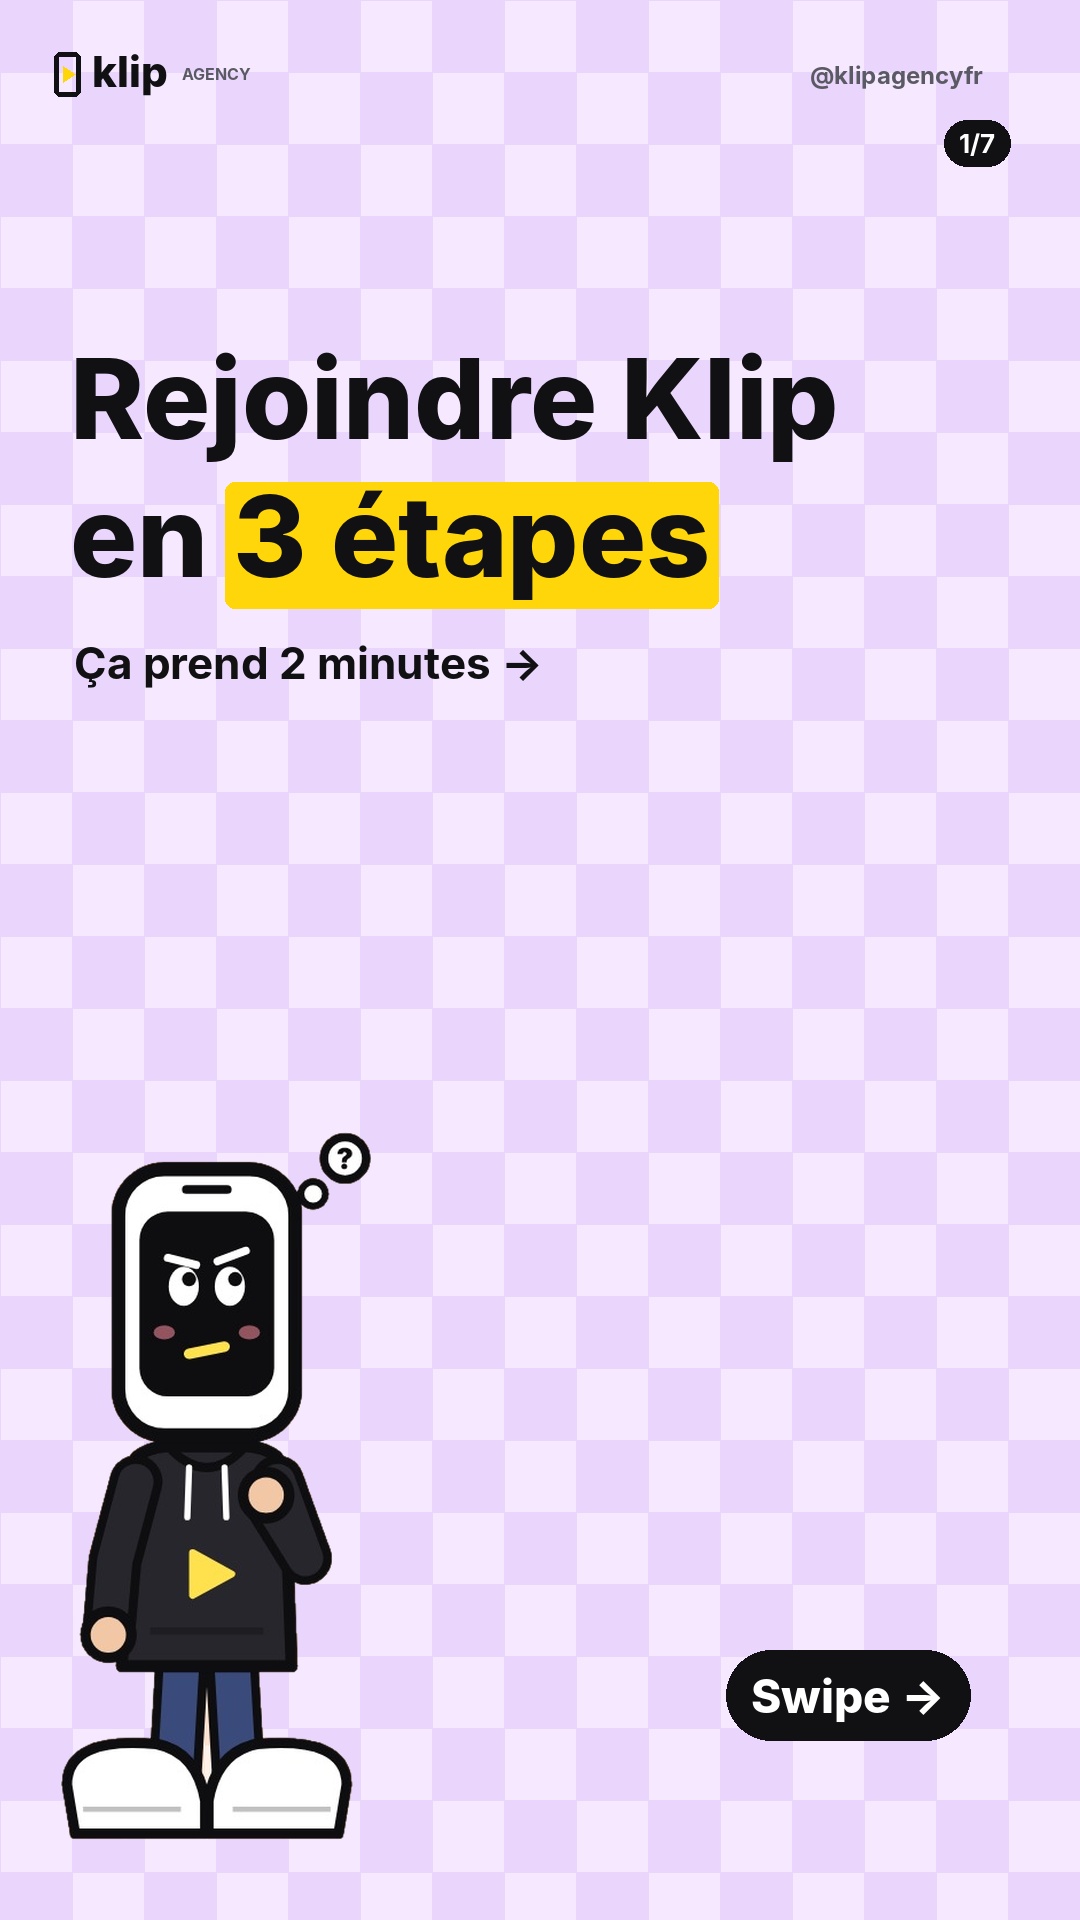 klip AGENCY
@klipagencyfr
1/7
Rejoindre Klip
en 3 étapes
Ça prend 2 minutes →
?
Swipe →